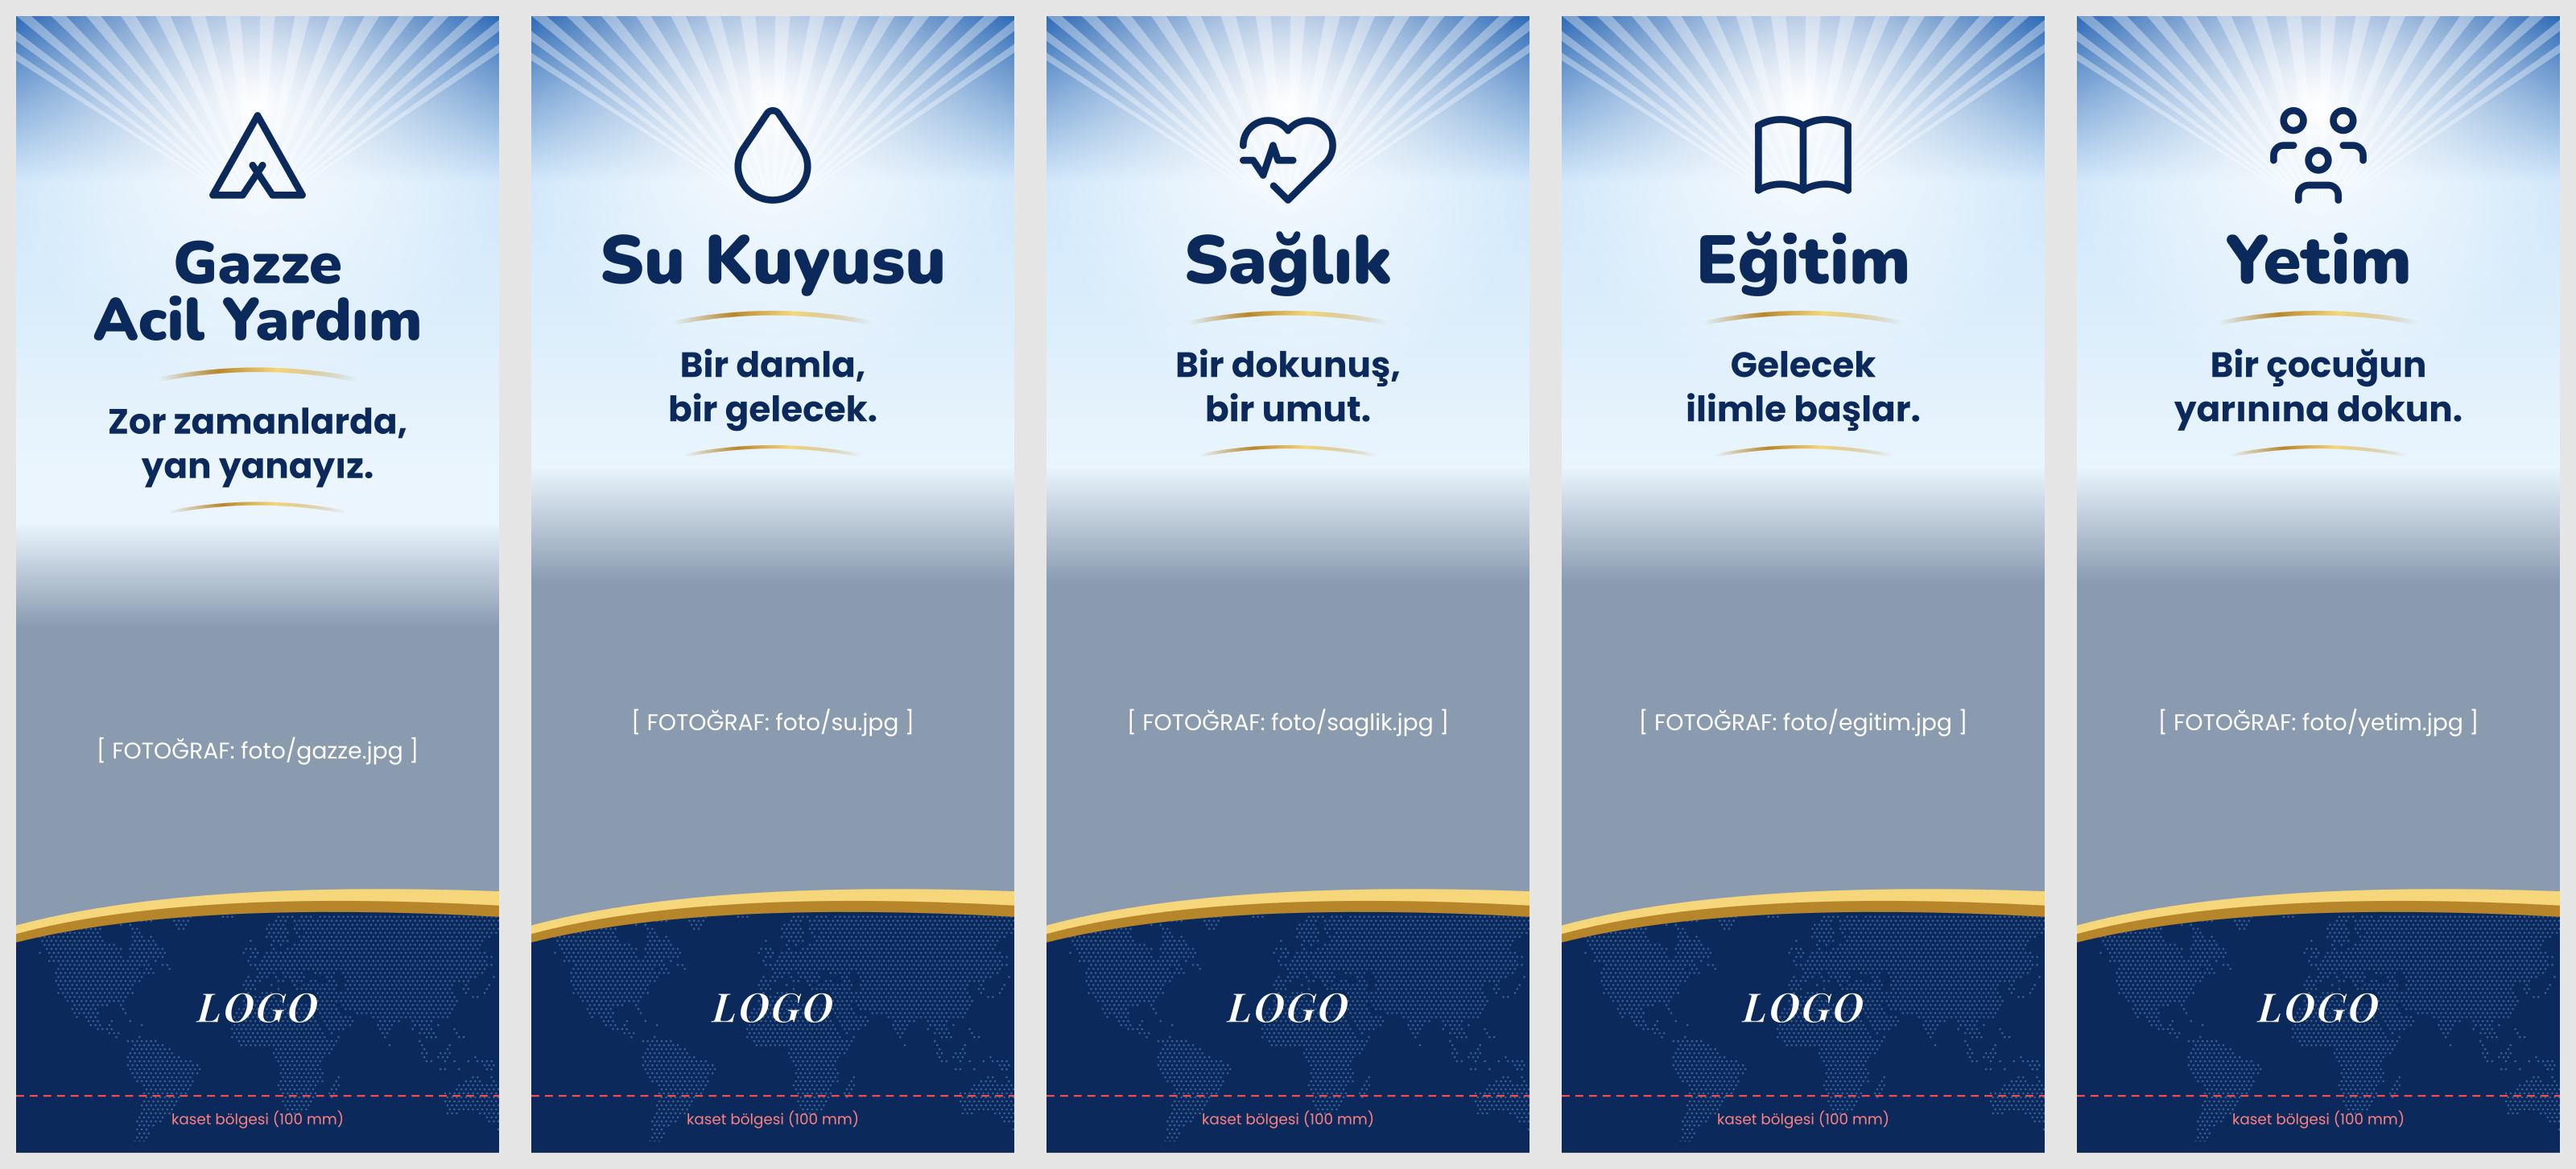 Gazze
Acil Yardım
Zor zamanlarda,
yan yanayız.
[ FOTOĞRAF: foto/gazze.jpg ]
LOGO
kaset bölgesi (100 mm)
Su Kuyusu
Bir damla,
bir gelecek.
[ FOTOĞRAF: foto/su.jpg ]
LOGO
kaset bölgesi (100 mm)
Sağlık
Bir dokunuş,
bir umut.
[ FOTOĞRAF: foto/saglik.jpg ]
LOGO
kaset bölgesi (100 mm)
Eğitim
Gelecek
ilimle başlar.
[ FOTOĞRAF: foto/egitim.jpg ]
LOGO
kaset bölgesi (100 mm)
Yetim
Bir çocuğun
yarınına dokun.
[ FOTOĞRAF: foto/yetim.jpg ]
LOGO
kaset bölgesi (100 mm)